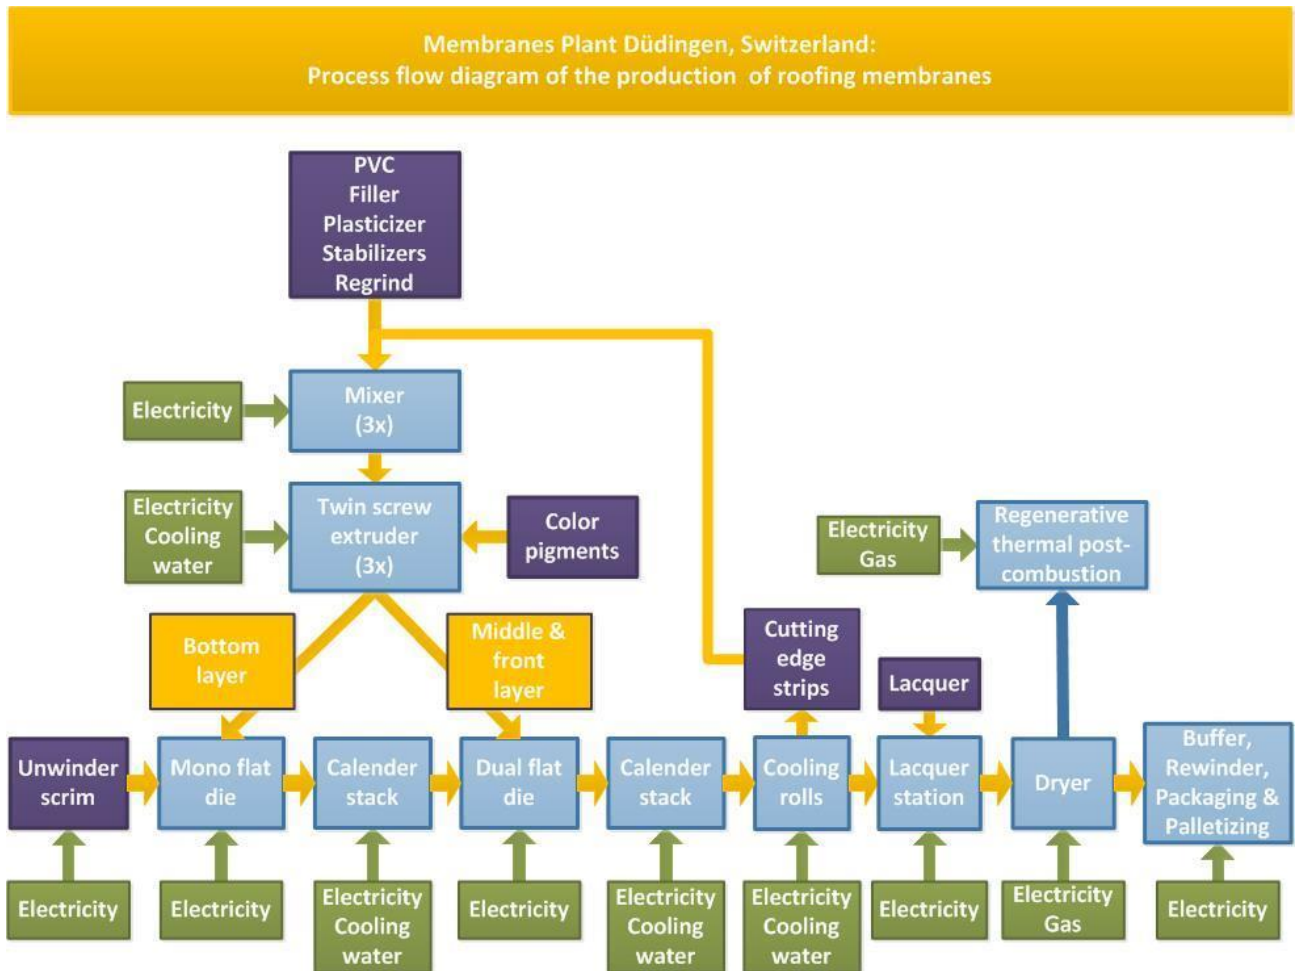 Membranes Plant Düdingen, Switzerland:
Process flow diagram of the production of roofing membranes
PVC
Filler
Plasticizer
Stabilizers
Regrind
Electricity
Mixer
(3x)
Electricity
Cooling
water
Twin screw
extruder
(3x)
Color
pigments
Electricity
Gas
Regenerative
thermal post-
combustion
Bottom
layer
Middle &
front
layer
Cutting
edge
strips
Lacquer
Unwinder
scrim
Mono flat
die
Calender
stack
Dual flat
die
Calender
stack
Cooling
rolls
Lacquer
station
Dryer
Buffer,
Rewinder,
Packaging &
Palletizing
Electricity
Electricity
Electricity
Cooling
water
Electricity
Electricity
Cooling
water
Electricity
Cooling
water
Electricity
Electricity
Gas
Electricity